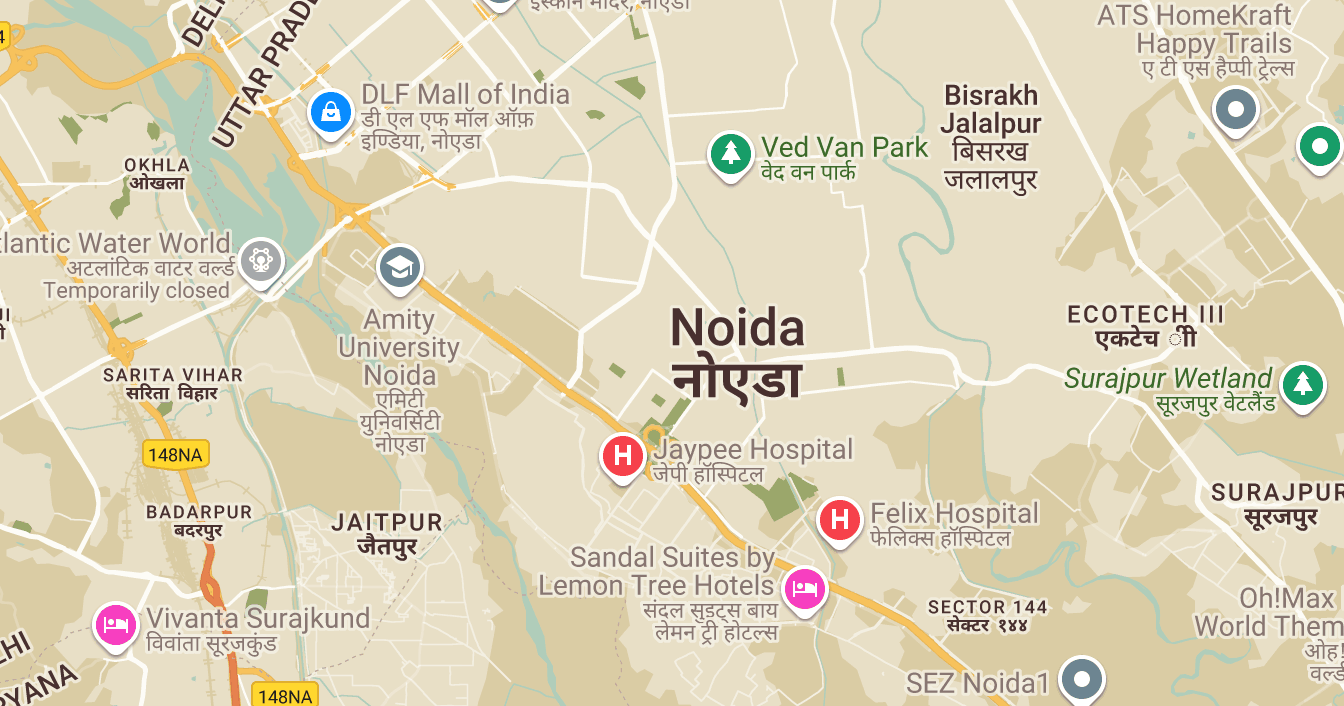 इस्कॉन मंदिर, नोएडा
DELHI
UTTAR PRADESH
ATS HomeKraft
Happy Trails
ए टी एस हैप्पी ट्रेल्स
DLF Mall of India
डी एल एफ मॉल ऑफ़
इण्डिया, नोएडा
Bisrakh
Jalalpur
बिसरख
जलालपुर
Ved Van Park
वेद वन पार्क
OKHLA
ओखला
tlantic Water World
अटलांटिक वाटर वर्ल्ड
Temporarily closed
Amity
University
Noida
एमिटी
युनिवर्सिटी
नोएडा
Noida
नोएडा
ECOTECH III
एकटेच ीी
SARITA VIHAR
सरिता विहार
Surajpur Wetland
सूरजपुर वेटलैंड
148NA
H
Jaypee Hospital
जेपी हॉस्पिटल
SURAJPUR
सूरजपुर
BADARPUR
बदरपुर
JAITPUR
जैतपुर
H
Felix Hospital
फेलिक्स हॉस्पिटल
Sandal Suites by
Lemon Tree Hotels
संदल सुइट्स बाय
लेमन ट्री होटल्स
SECTOR 144
सेक्टर १४४
Oh!Max
World Them
ओह!
वर्ल्ड
Vivanta Surajkund
विवांता सूरजकुंड
LHI
RYANA
148NA
SEZ Noida1